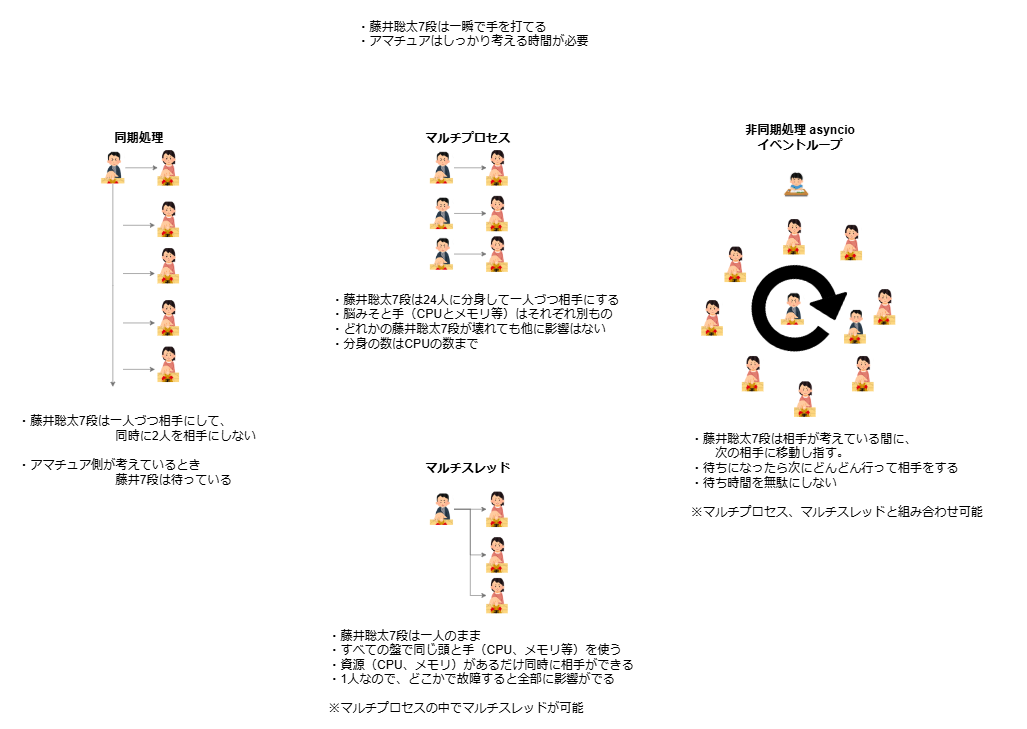 ・藤井聡太7段は一瞬で手を打てる
・アマチュアはしっかり考える時間が必要
同期処理
・藤井聡太7段は一人づつ相手にして、
同時に2人を相手にしない
・アマチュア側が考えているとき
藤井7段は待っている
マルチプロセス
・藤井聡太7段は24人に分身して一人づつ相手にする
・脳みそと手（CPUとメモリ等）はそれぞれ別もの
・どれかの藤井聡太7段が壊れても他に影響はない
・分身の数はCPUの数まで
マルチスレッド
・藤井聡太7段は一人のまま
・すべての盤で同じ頭と手（CPU、メモリ等）を使う
・資源（CPU、メモリ）があるだけ同時に相手ができる
・1人なので、どこかで故障すると全部に影響がでる
※マルチプロセスの中でマルチスレッドが可能
非同期処理 asyncio
イベントループ
・藤井聡太7段は相手が考えている間に、
次の相手に移動し指す。
・待ちになったら次にどんどん行って相手をする
・待ち時間を無駄にしない
※マルチプロセス、マルチスレッドと組み合わせ可能